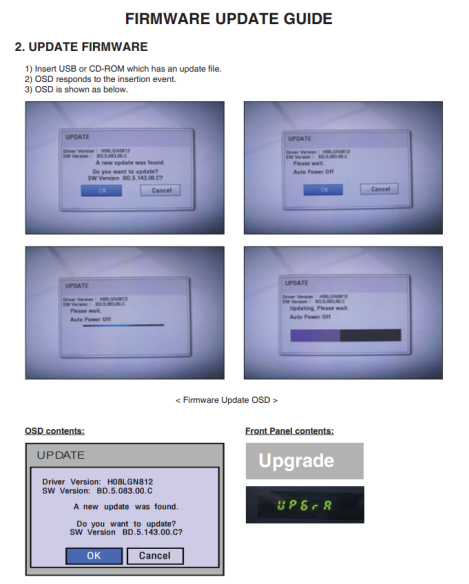 FIRMWARE UPDATE GUIDE
2. UPDATE FIRMWARE
1) Insert USB or CD-ROM which has an update file.
2) OSD responds to the insertion event.
3) OSD is shown as below.
UPDATE
Driver Version : H08LGN812
SW Version : BD.5.083.00.C
A new update was found.
Do you want to update?
SW Version BD.5.143.00.C?
OK
Cancel
UPDATE
Driver Version : H08LGN812
SW Version : BD.5.083.00.C
Please wait.
Auto Power Off
OK
Cancel
UPDATE
Driver Version : H08LGN812
SW Version : BD.5.083.00.C
Please wait.
Auto Power Off
UPDATE
Driver Version : H08LGN812
SW Version : BD.5.083.00.C
Updating, Please wait.
Auto Power Off
< Firmware Update OSD >
OSD contents:
Front Panel contents:
UPDATE
Driver Version: H08LGN812
SW Version: BD.5.083.00.C
A new update was found.
Do you want to update?
SW Version BD.5.143.00.C?
OK
Cancel
Upgrade
UPGrA